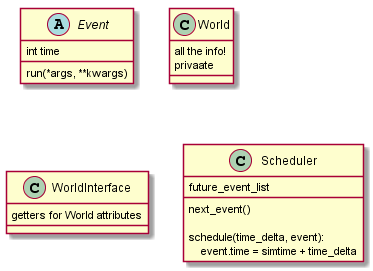 A Event
int time
run(*args, **kwargs)
C World
all the info!
privaate
C WorldInterface
getters for World attributes
C Scheduler
future_event_list
next_event()
schedule(time_delta, event):
event.time = simtime + time_delta